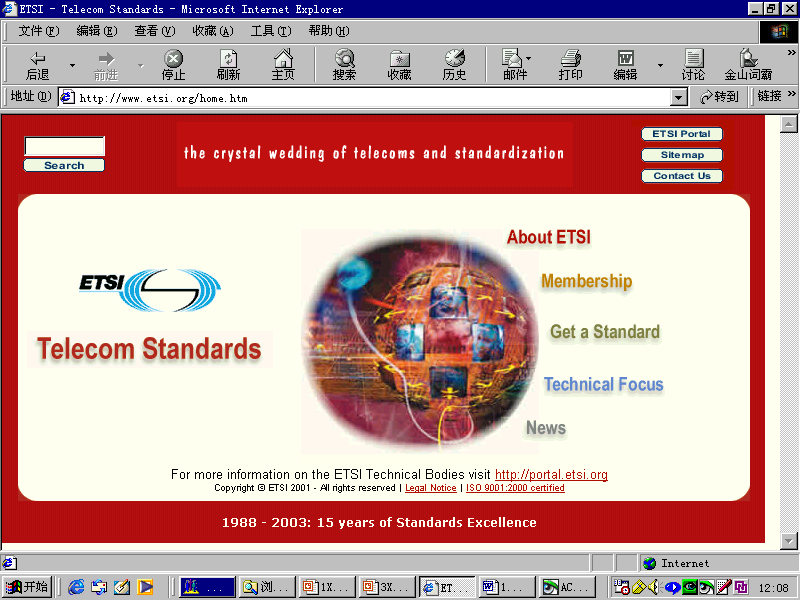 ETSI - Telecom Standards - Microsoft Internet Explorer
文件(F) 编辑(E) 查看(V) 收藏(A) 工具(T) 帮助(H)
后退 前进 停止 刷新 主页 搜索 收藏 历史 邮件 打印 编辑 讨论 金山词霸 »
地址(D) http://www.etsi.org/home.htm 转到 链接 »
Search
the crystal wedding of telecoms and standardization
ETSI Portal
Sitemap
Contact Us
ETSI
Telecom Standards
About ETSI
Membership
Get a Standard
Technical Focus
News
For more information on the ETSI Technical Bodies visit http://portal.etsi.org
Copyright © ETSI 2001 - All rights reserved | Legal Notice | ISO 9001:2000 certified
1988 - 2003: 15 years of Standards Excellence
Internet
开始 ... 浏... 1X... 3X... ET... 1... AC... 12:08